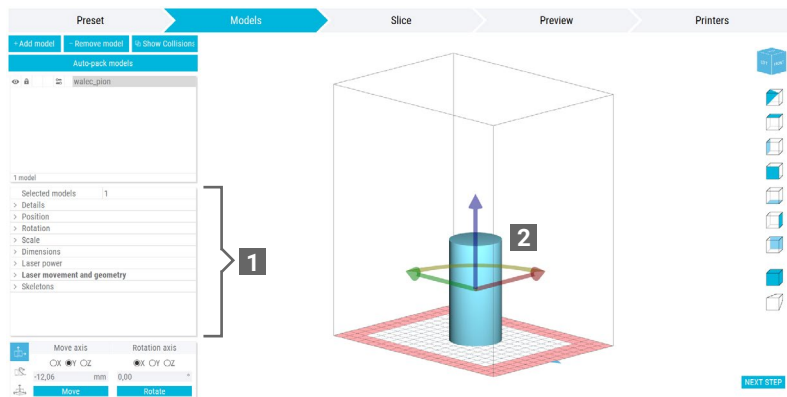 Preset
Models
Slice
Preview
Printers
+Add model
- Remove model
Show Collisions
Auto-pack models
walec_pion
1 model
Selected models 1
> Details
> Position
> Rotation
> Scale
> Dimensions
> Laser power
> Laser movement and geometry
> Skeletons
1
2
Move axis
Rotation axis
X Y Z
X Y Z
-12,06 mm
0,00 °
Move
Rotate
NEXT STEP